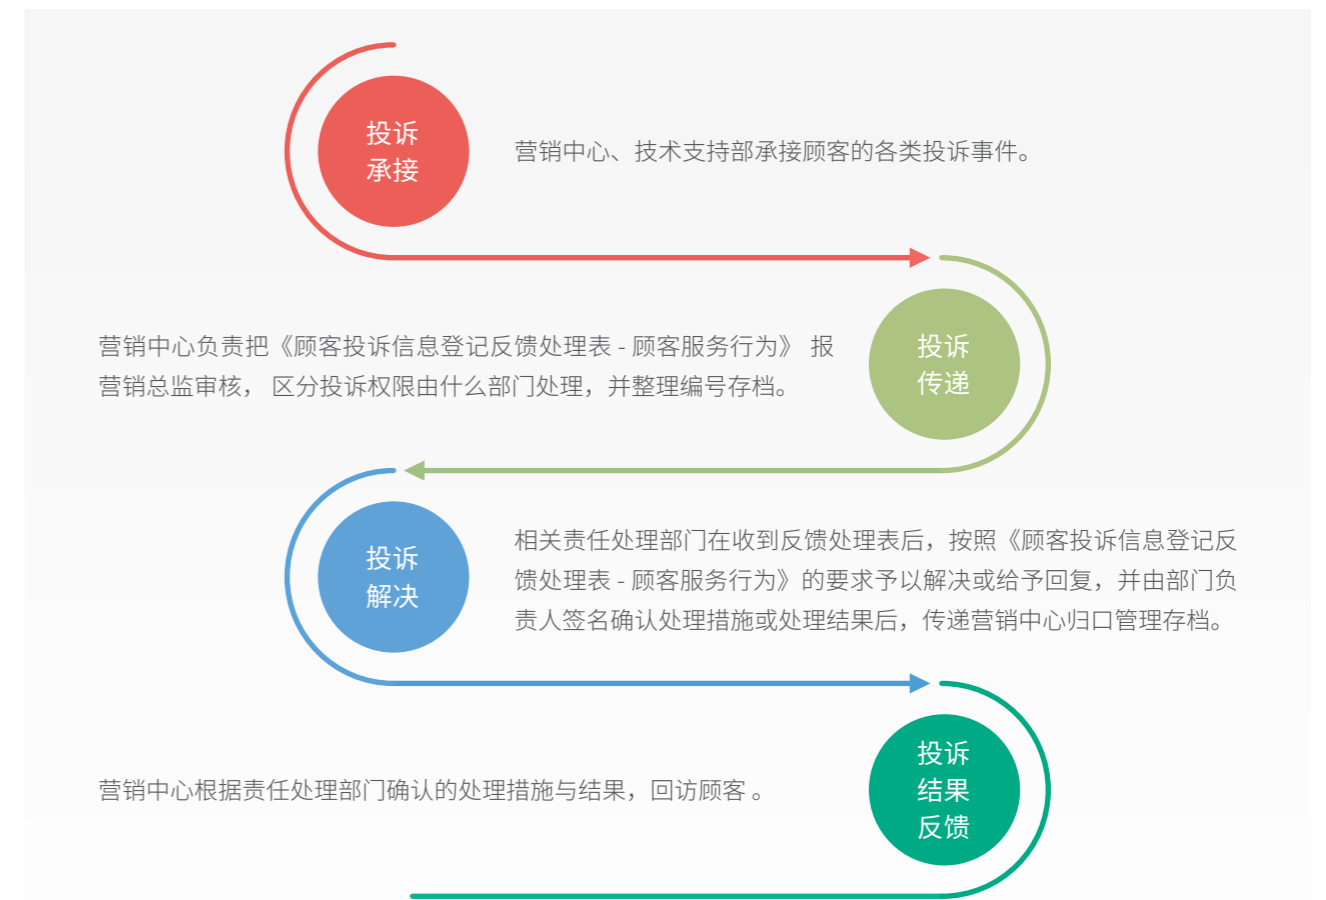 投诉
承接
营销中心、技术支持部承接顾客的各类投诉事件。
营销中心负责把《顾客投诉信息登记反馈处理表 - 顾客服务行为》 报
营销总监审核， 区分投诉权限由什么部门处理，并整理编号存档。
投诉
传递
投诉
解决
相关责任处理部门在收到反馈处理表后，按照《顾客投诉信息登记反
馈处理表 - 顾客服务行为》的要求予以解决或给予回复，并由部门负
责人签名确认处理措施或处理结果后，传递营销中心归口管理存档。
营销中心根据责任处理部门确认的处理措施与结果，回访顾客 。
投诉
结果
反馈